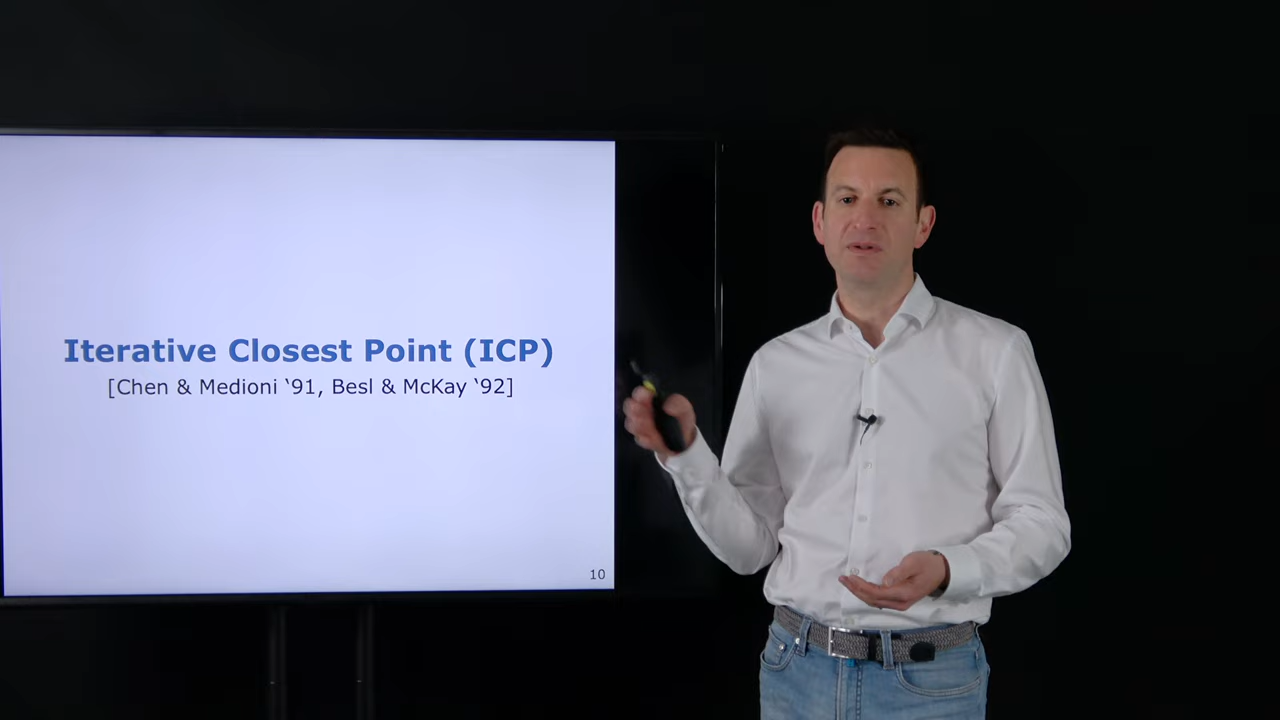 Iterative Closest Point (ICP)
[Chen & Medioni ‘91, Besl & McKay ‘92]
10